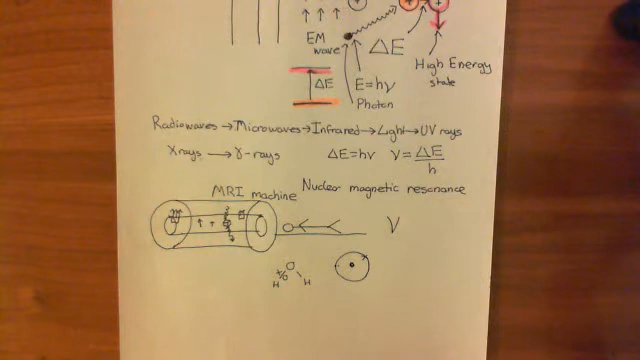 EM
wave
ΔE
High Energy
state
ΔE
E=hν
Photon
Radiowaves→Microwaves→Infrared→Light→UV rays
Xrays → γ-rays ΔE=hν ν=ΔE/h
MRI machine Nuclear magnetic resonance
ν
O
H H